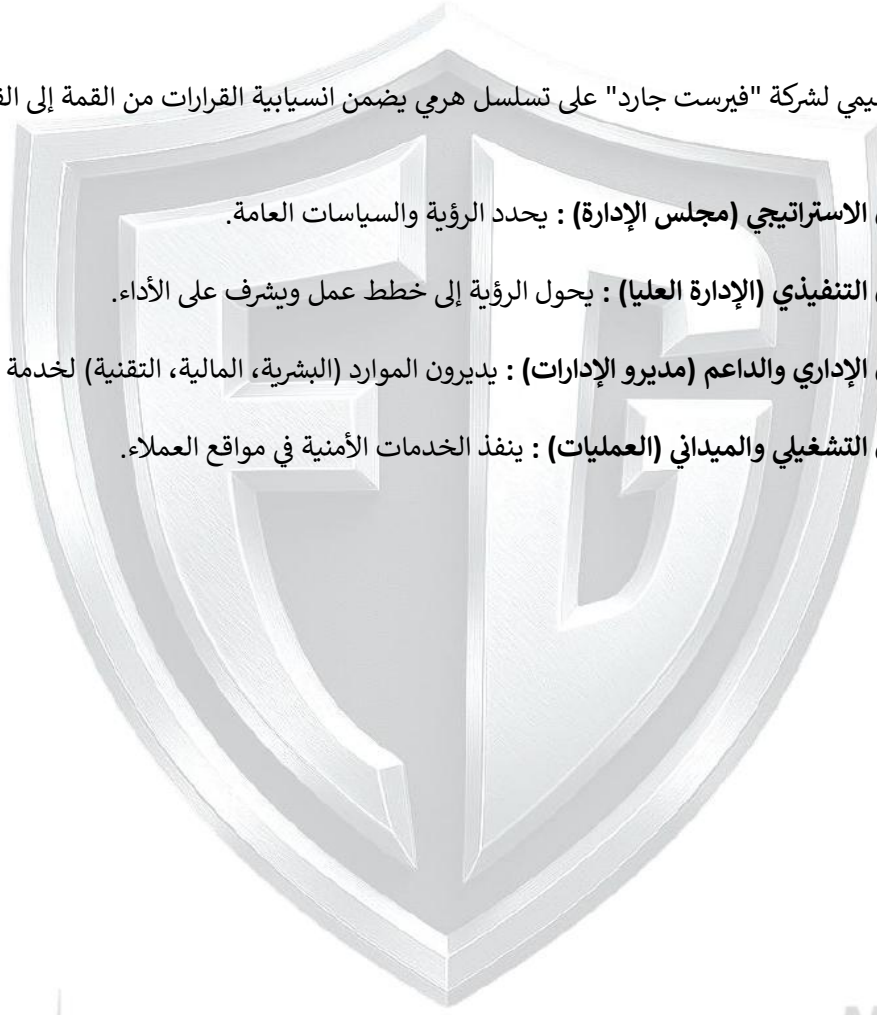 يمي لشركة "فيرست جارد" على تسلسل هرمي يضمن انسيابية القرارات من القمة إلى الق
الاستراتيجي (مجلس الإدارة) : يحدد الرؤية والسياسات العامة.
التنفيذي (الإدارة العليا) : يحول الرؤية إلى خطط عمل ويشرف على الأداء.
الإداري والداعم (مديرو الإدارات) : يديرون الموارد (البشرية، المالية، التقنية) لخدمة
التشغيلي والميداني (العمليات) : ينفذ الخدمات الأمنية في مواقع العملاء.
FG